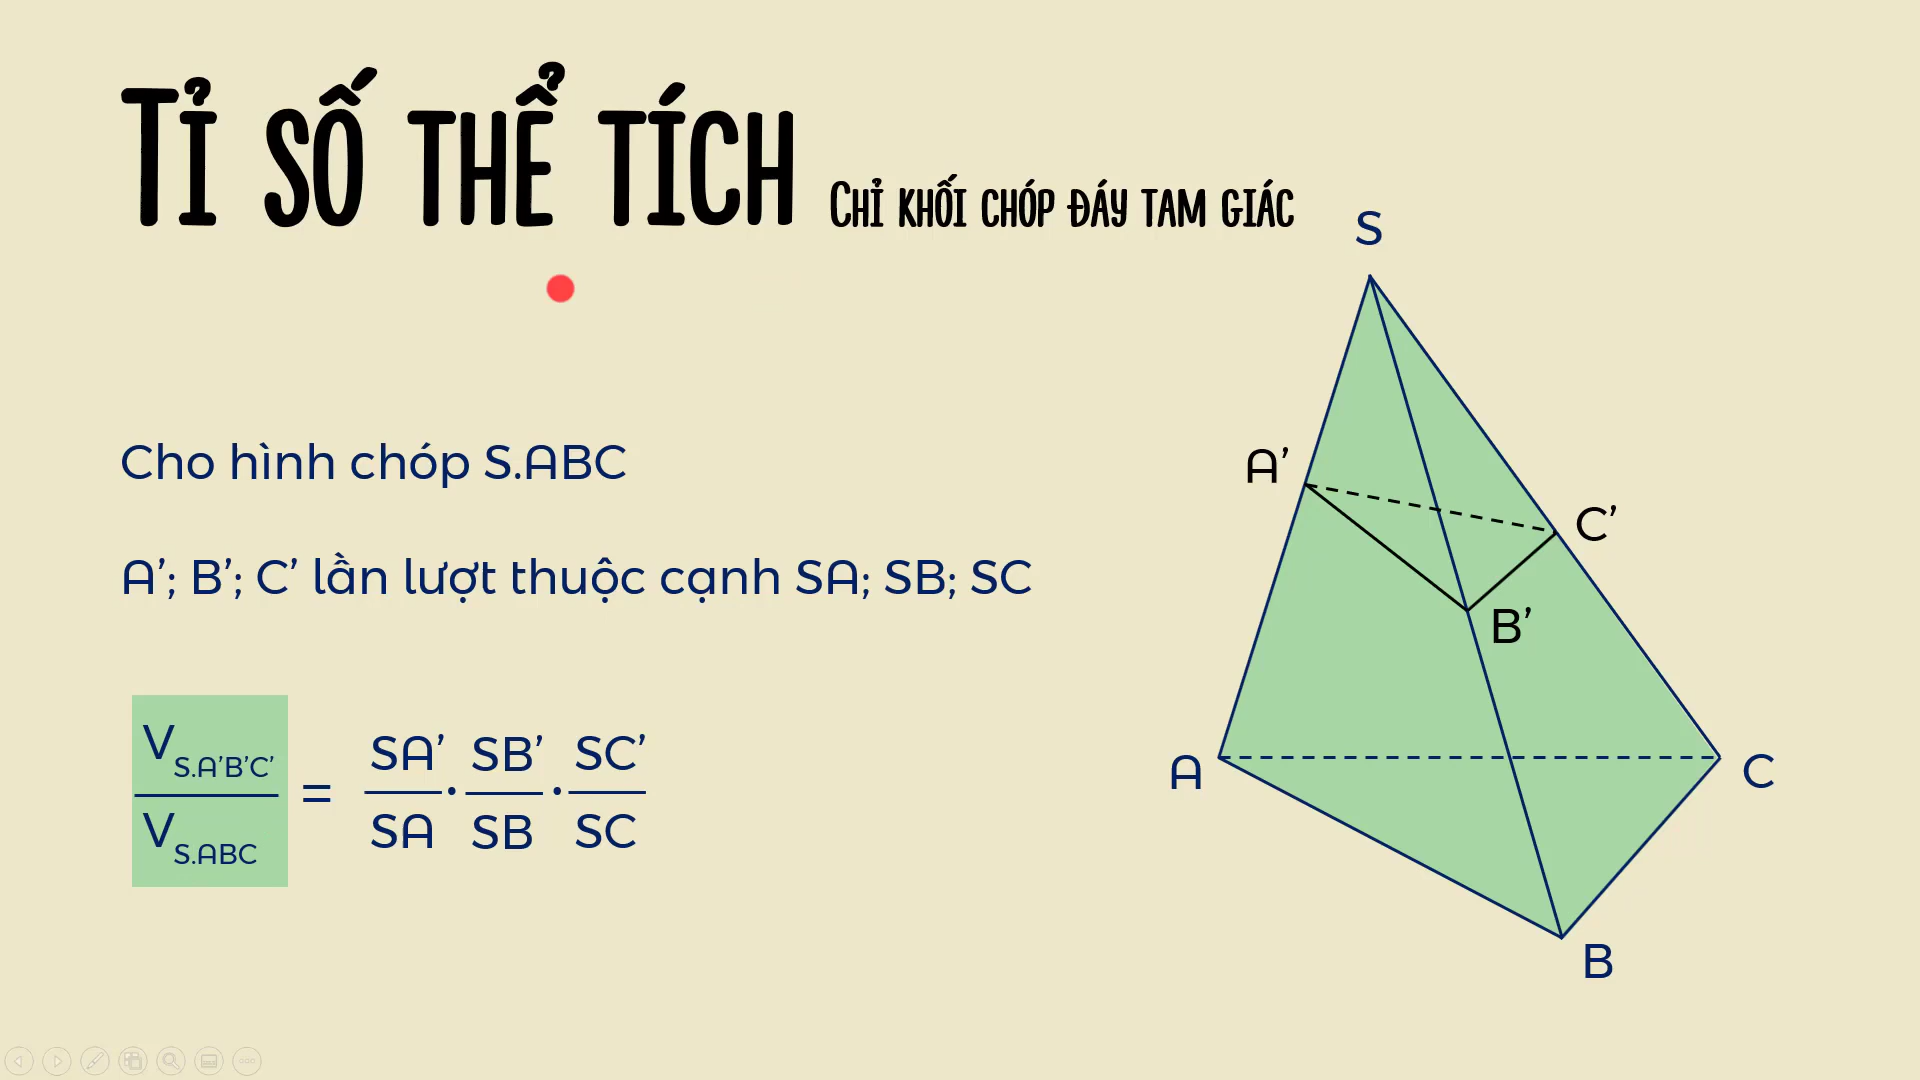 Tỉ số thể tích Chỉ khối chóp đáy tam giác
Cho hình chóp S.ABC
A’; B’; C’ lần lượt thuộc cạnh SA; SB; SC
V S.A’B’C’ / V S.ABC = SA’/SA . SB’/SB . SC’/SC
S
A’
C’
B’
A
C
B